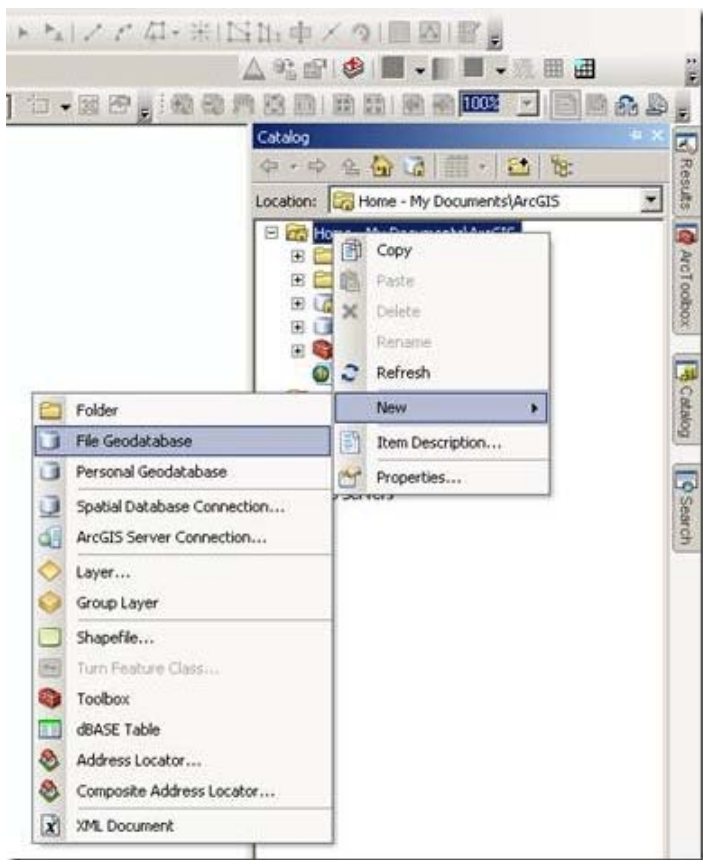 100%
Catalog
Location: Home - My Documents\ArcGIS
Home - My Documents\ArcGIS
Copy
Paste
Delete
Rename
Refresh
New
Item Description...
Properties...
Servers
Folder
File Geodatabase
Personal Geodatabase
Spatial Database Connection...
ArcGIS Server Connection...
Layer...
Group Layer
Shapefile...
Turn Feature Class...
Toolbox
dBASE Table
Address Locator...
Composite Address Locator...
XML Document
Results
ArcToolbox
Catalog
Search